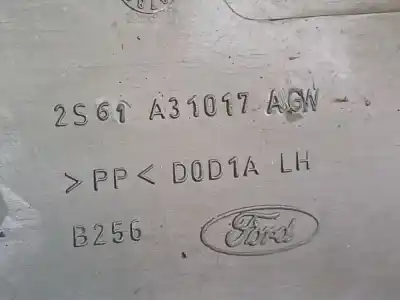 2S61 A31017 AGW
>PP< D0D1A LH
B256 Ford